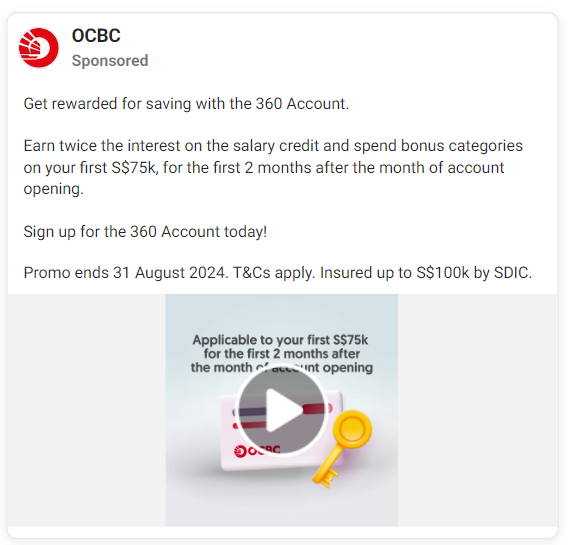 OCBC
Sponsored
Get rewarded for saving with the 360 Account.
Earn twice the interest on the salary credit and spend bonus categories
on your first S$75k, for the first 2 months after the month of account
opening.
Sign up for the 360 Account today!
Promo ends 31 August 2024. T&Cs apply. Insured up to S$100k by SDIC.
Applicable to your first S$75k
for the first 2 months after
the month of account opening
OCBC